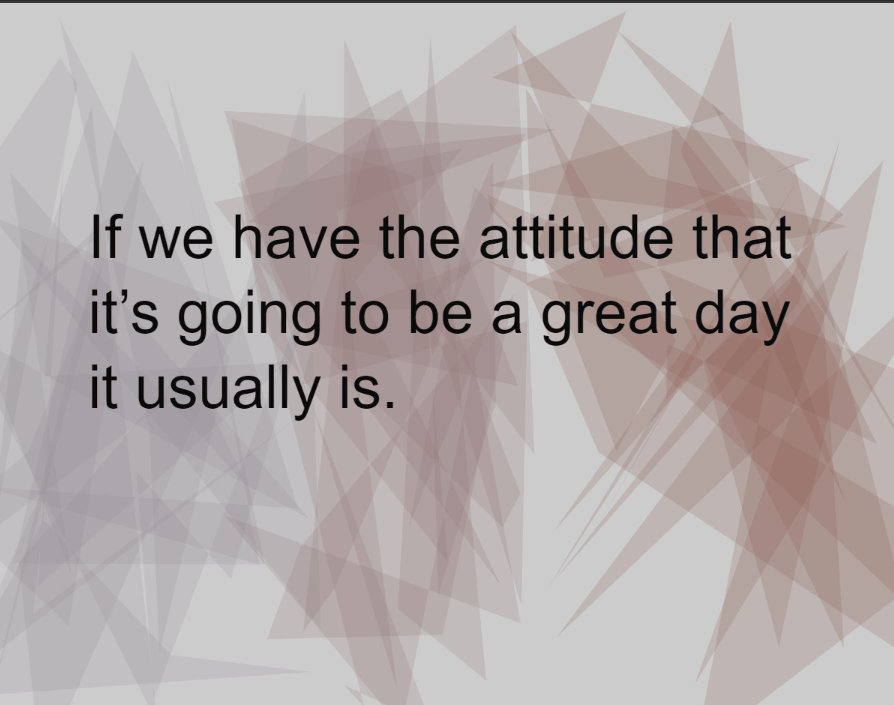 If we have the attitude that
it’s going to be a great day
it usually is.